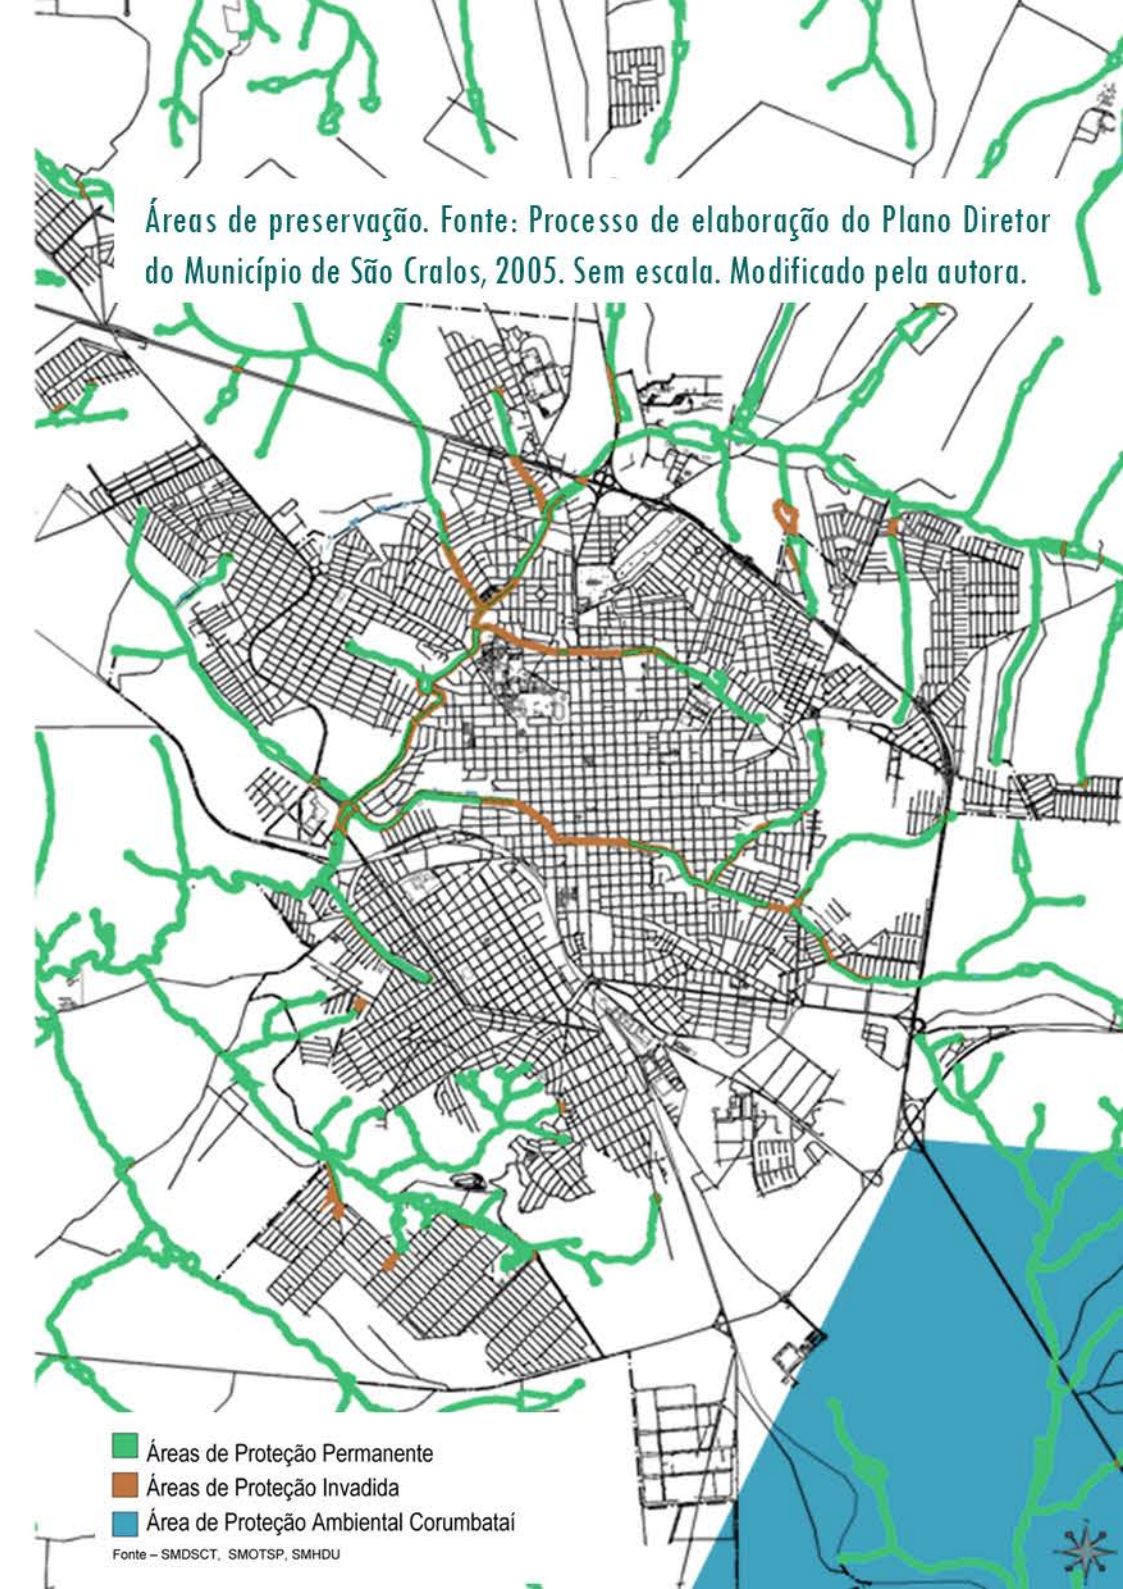 Áreas de preservação. Fonte: Processo de elaboração do Plano Diretor
do Município de São Cralos, 2005. Sem escala. Modificado pela autora.
Áreas de Proteção Permanente
Áreas de Proteção Invadida
Área de Proteção Ambiental Corumbataí
Fonte – SMDSCT, SMOTSP, SMHDU